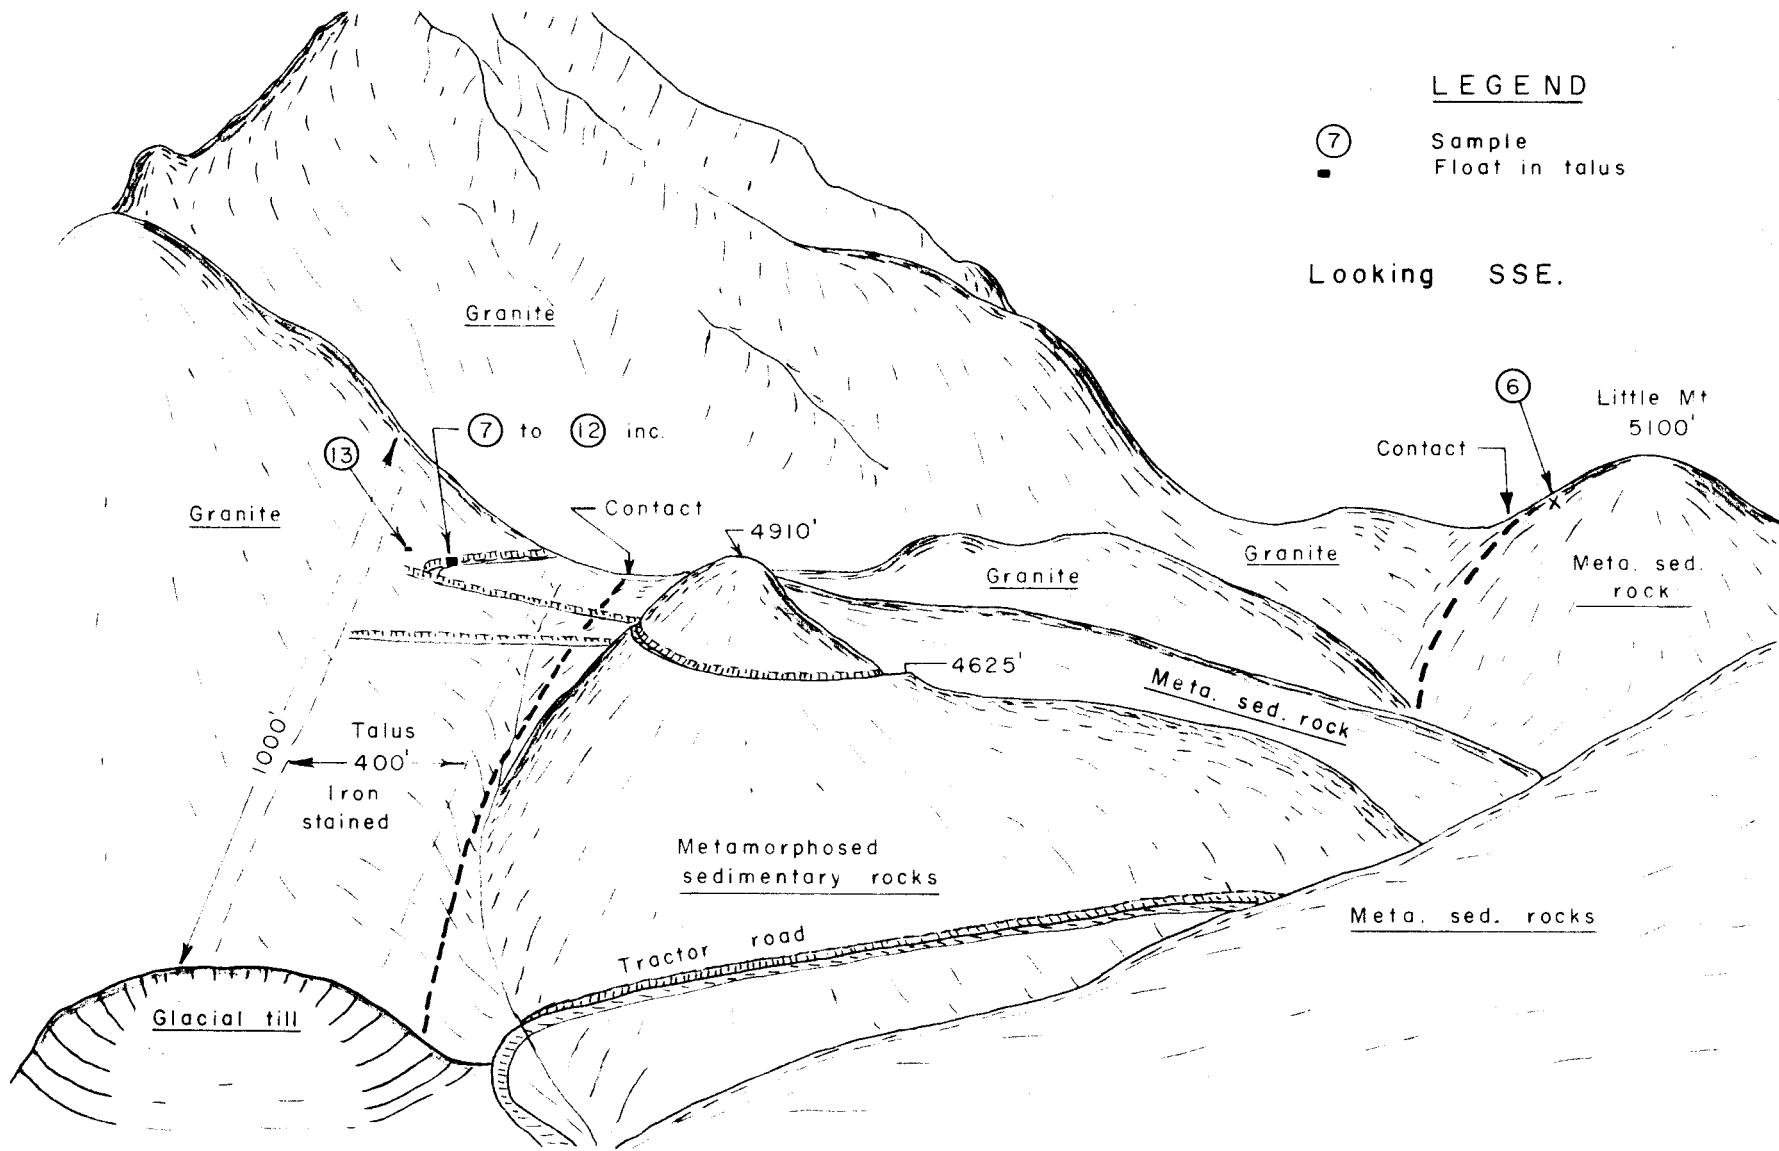 LEGEND
7 Sample
Float in talus
Looking SSE.
Granite
6
Little Mt
5100'
7 to 12 inc.
13
Contact
Granite
Contact
4910'
Granite
Granite
Meta. sed.
rock
4625'
Meta. sed. rock
1000'
Talus
400'
Iron
stained
Metamorphosed
sedimentary rocks
Meta. sed. rocks
Tractor road
Glacial till